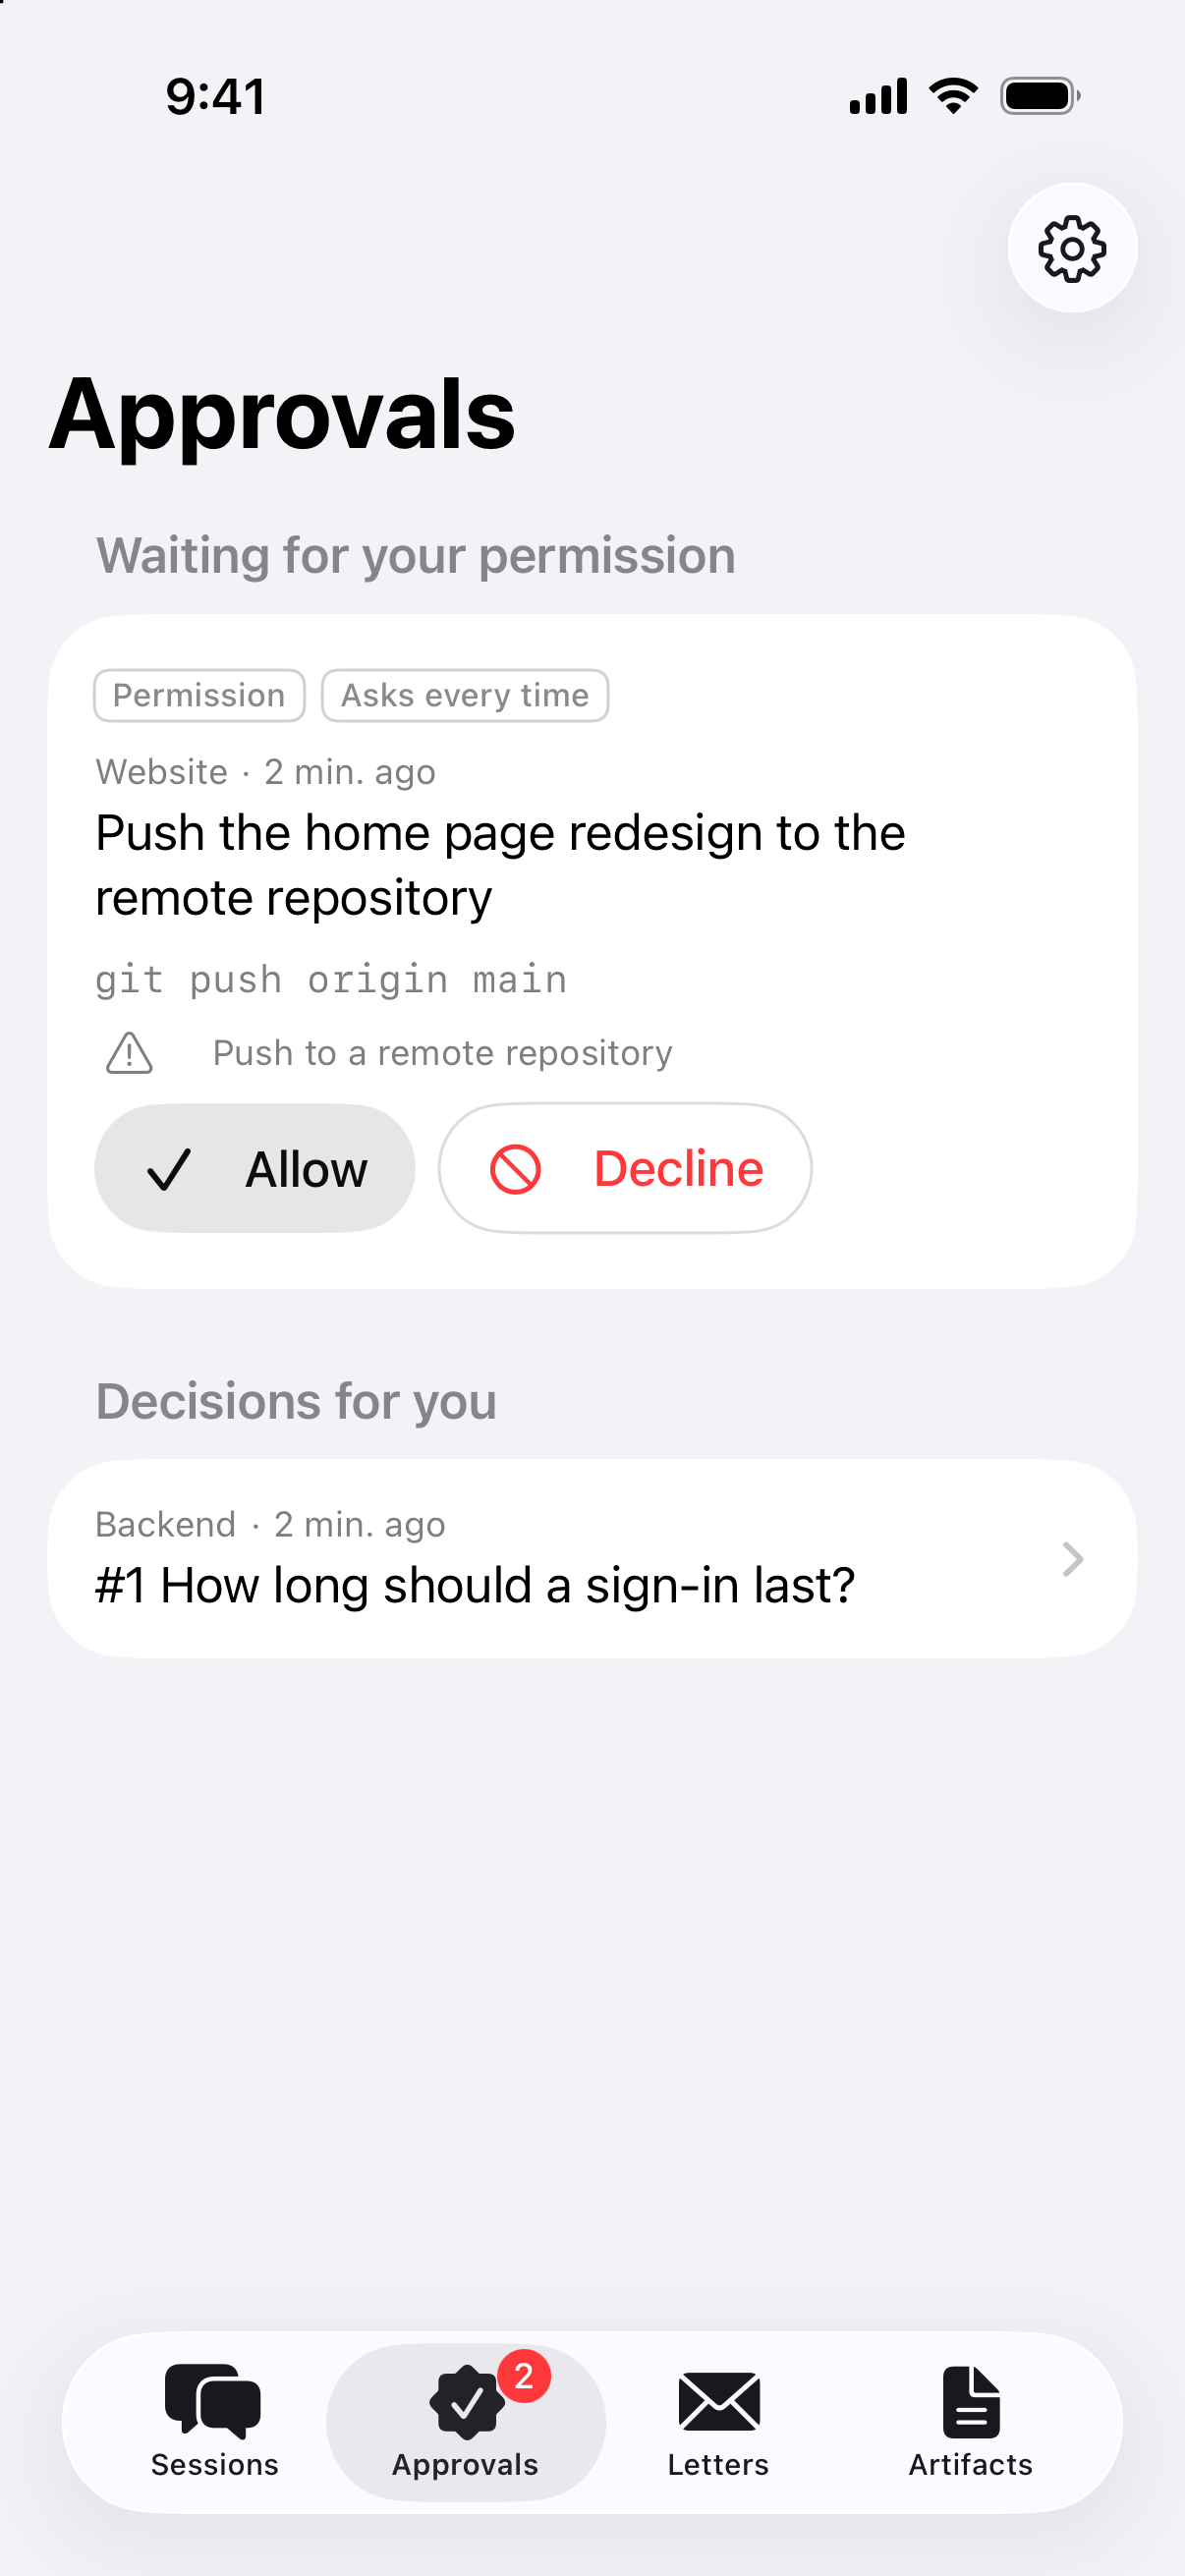 9:41
Approvals
Waiting for your permission
Permission Asks every time
Website · 2 min. ago
Push the home page redesign to the
remote repository
git push origin main
Push to a remote repository
Allow Decline
Decisions for you
Backend · 2 min. ago
#1 How long should a sign-in last?
2
Sessions Approvals Letters Artifacts